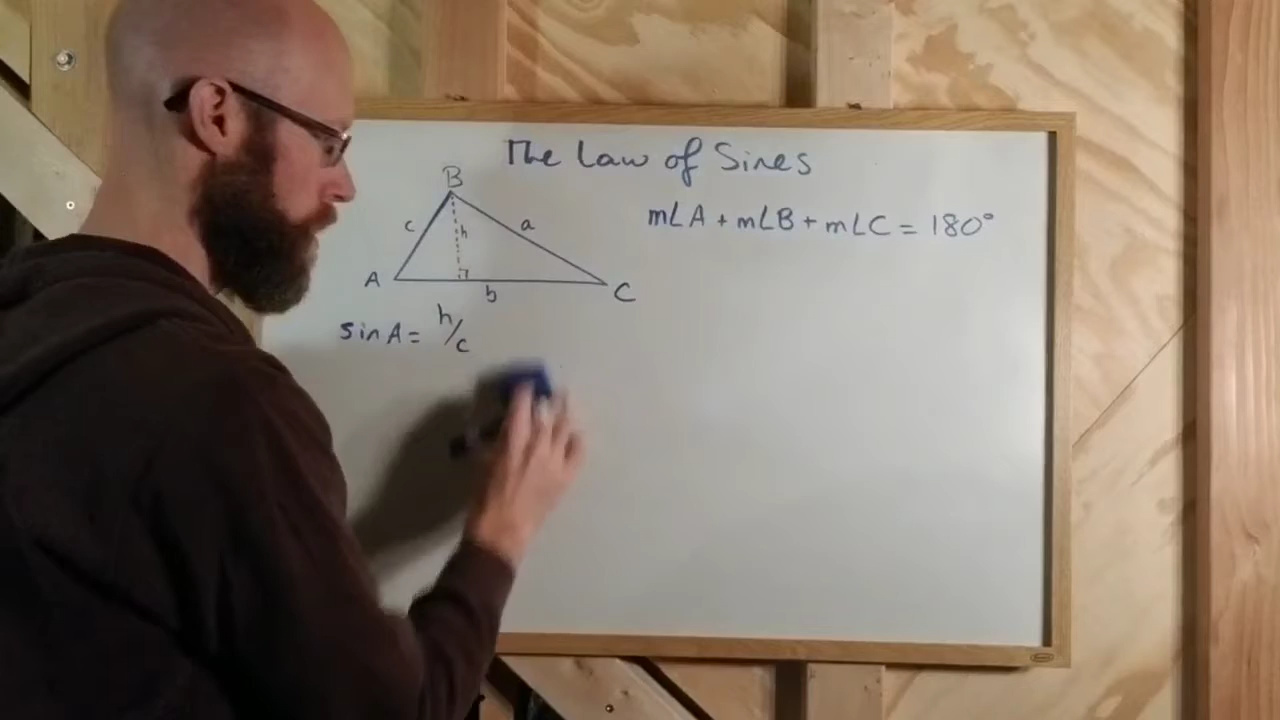 The Law of Sines
m∠A + m∠B + m∠C = 180°
B
c
h
a
A
b
C
sin A = h/c